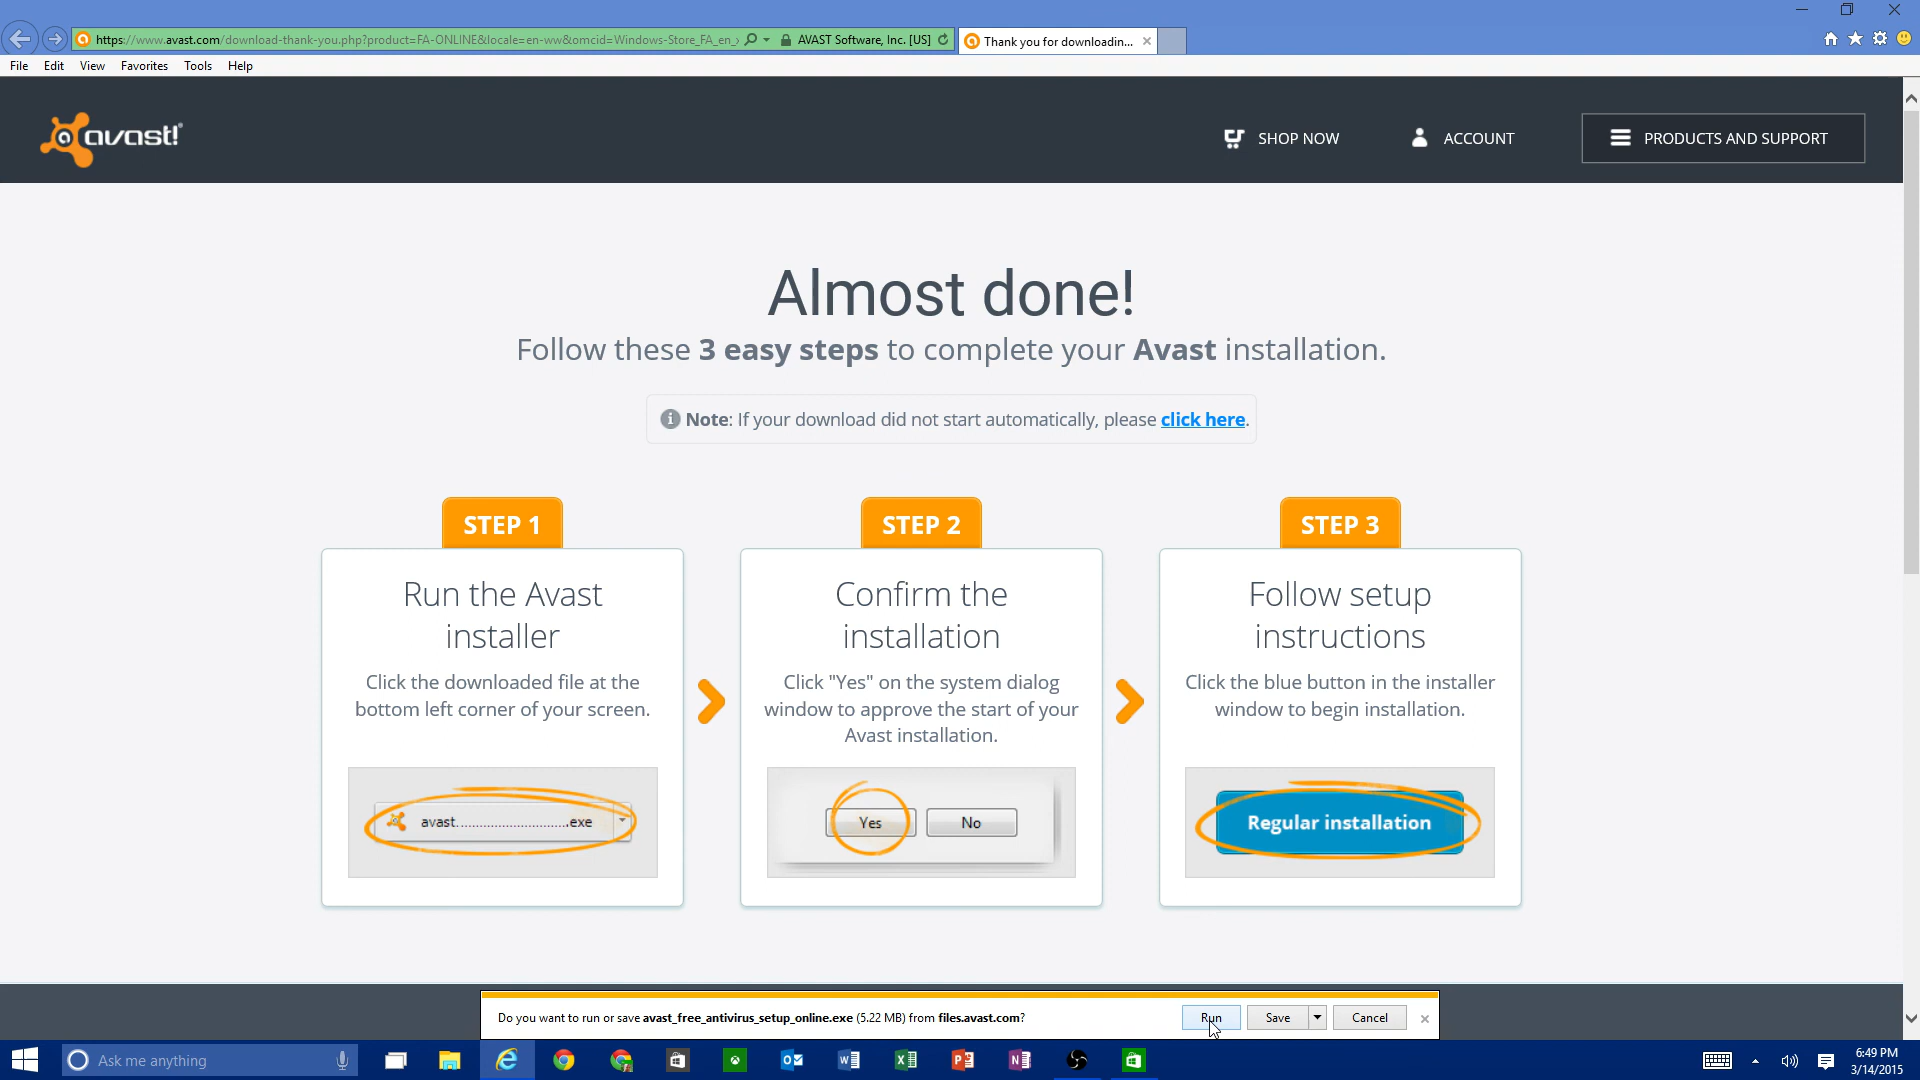 https://www.avast.com/download-thank-you.php?product=FA-ONLINE&locale=en-ww&omcid=Windows-Store_FA_en_
AVAST Software, Inc. [US]
Thank you for downloadin...
File Edit View Favorites Tools Help
avast!
SHOP NOW
ACCOUNT
PRODUCTS AND SUPPORT
Almost done!
Follow these 3 easy steps to complete your Avast installation.
Note: If your download did not start automatically, please click here.
STEP 1
Run the Avast
installer
Click the downloaded file at the
bottom left corner of your screen.
avast.............................exe
STEP 2
Confirm the
installation
Click "Yes" on the system dialog
window to approve the start of your
Avast installation.
Yes
No
STEP 3
Follow setup
instructions
Click the blue button in the installer
window to begin installation.
Regular installation
Do you want to run or save avast_free_antivirus_setup_online.exe (5.22 MB) from files.avast.com?
Run
Save
Cancel
Ask me anything
6:49 PM
3/14/2015